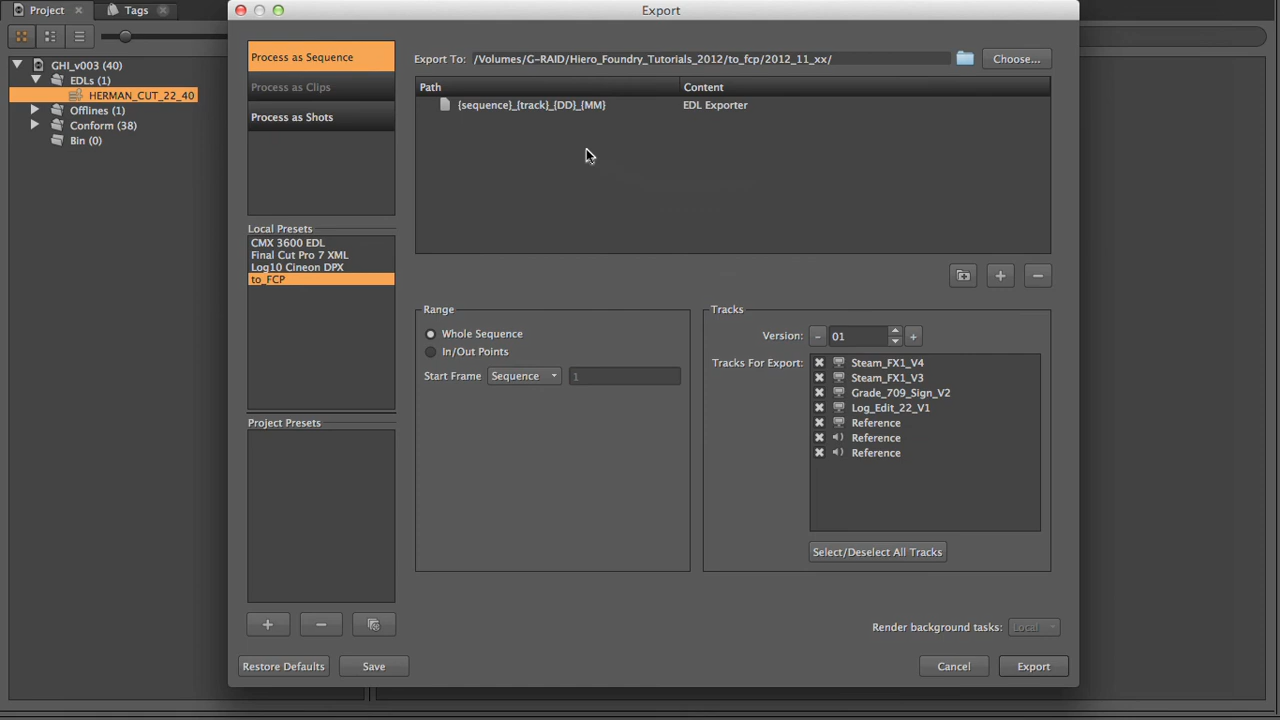 Project
Tags
Export
GHI_v003 (40)
EDLs (1)
HERMAN_CUT_22_40
Offlines (1)
Conform (38)
Bin (0)
Process as Sequence
Process as Clips
Process as Shots
Export To: /Volumes/G-RAID/Hiero_Foundry_Tutorials_2012/to_fcp/2012_11_xx/ Choose...
Path Content
{sequence}_{track}_{DD}_{MM} EDL Exporter
Local Presets
CMX 3600 EDL
Final Cut Pro 7 XML
Log10 Cineon DPX
to_FCP
Project Presets
Range
Whole Sequence
In/Out Points
Start Frame Sequence 1
Tracks
Version: - 01 +
Tracks For Export:
Steam_FX1_V4
Steam_FX1_V3
Grade_709_Sign_V2
Log_Edit_22_V1
Reference
Reference
Reference
Select/Deselect All Tracks
Render background tasks: Local
Restore Defaults Save Cancel Export